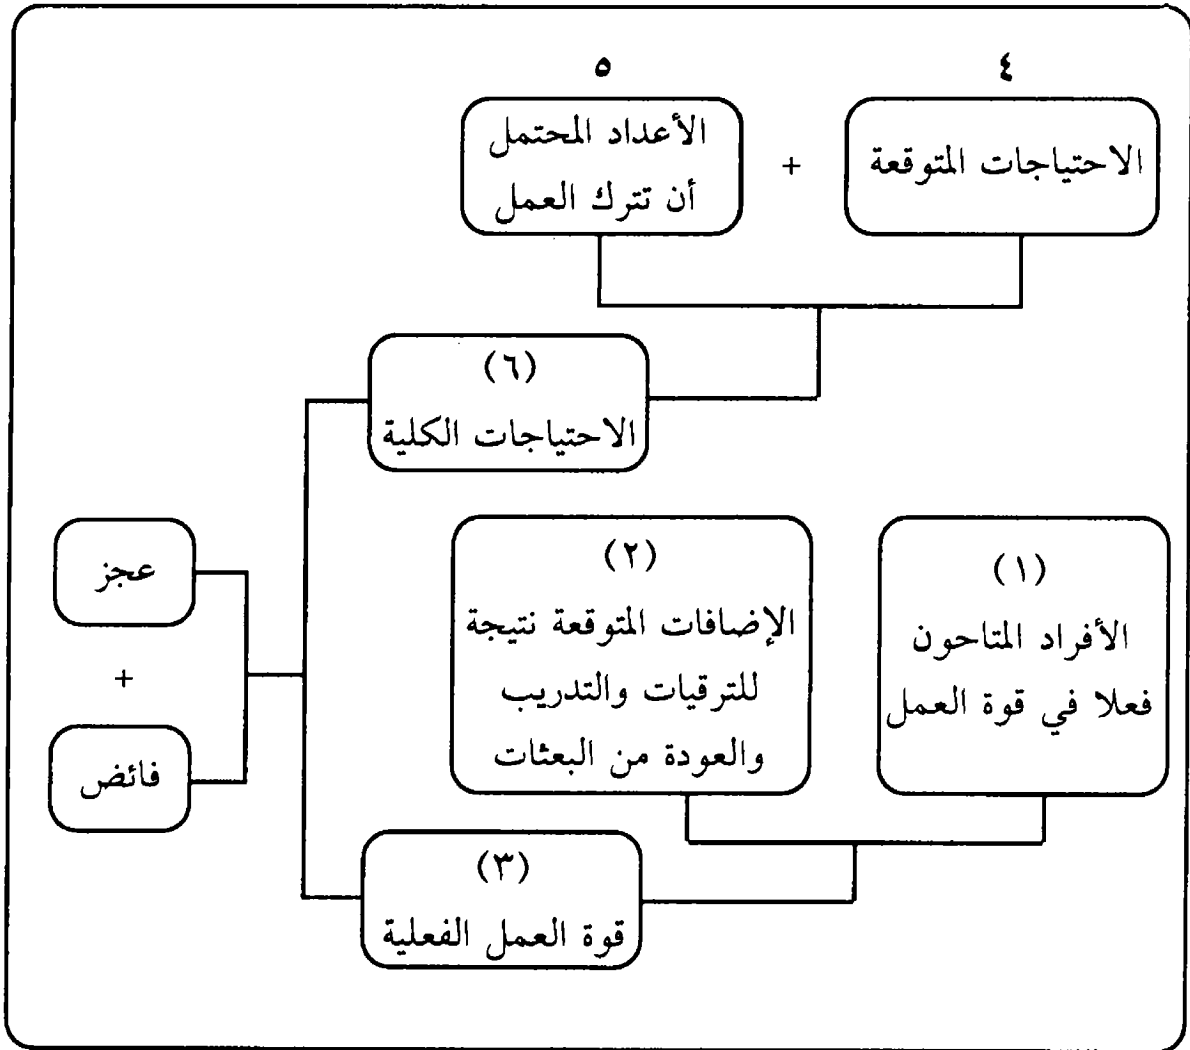 ٤
الاحتياجات المتوقعة
+
٥
الأعداد المحتمل
أن تترك العمل
(٦)
الاحتياجات الكلية
(١)
الأفراد المتاحون
فعلا في قوة العمل
(٢)
الإضافات المتوقعة نتيجة
للترقيات والتدريب
والعودة من البعثات
(٣)
قوة العمل الفعلية
عجز
+
فائض